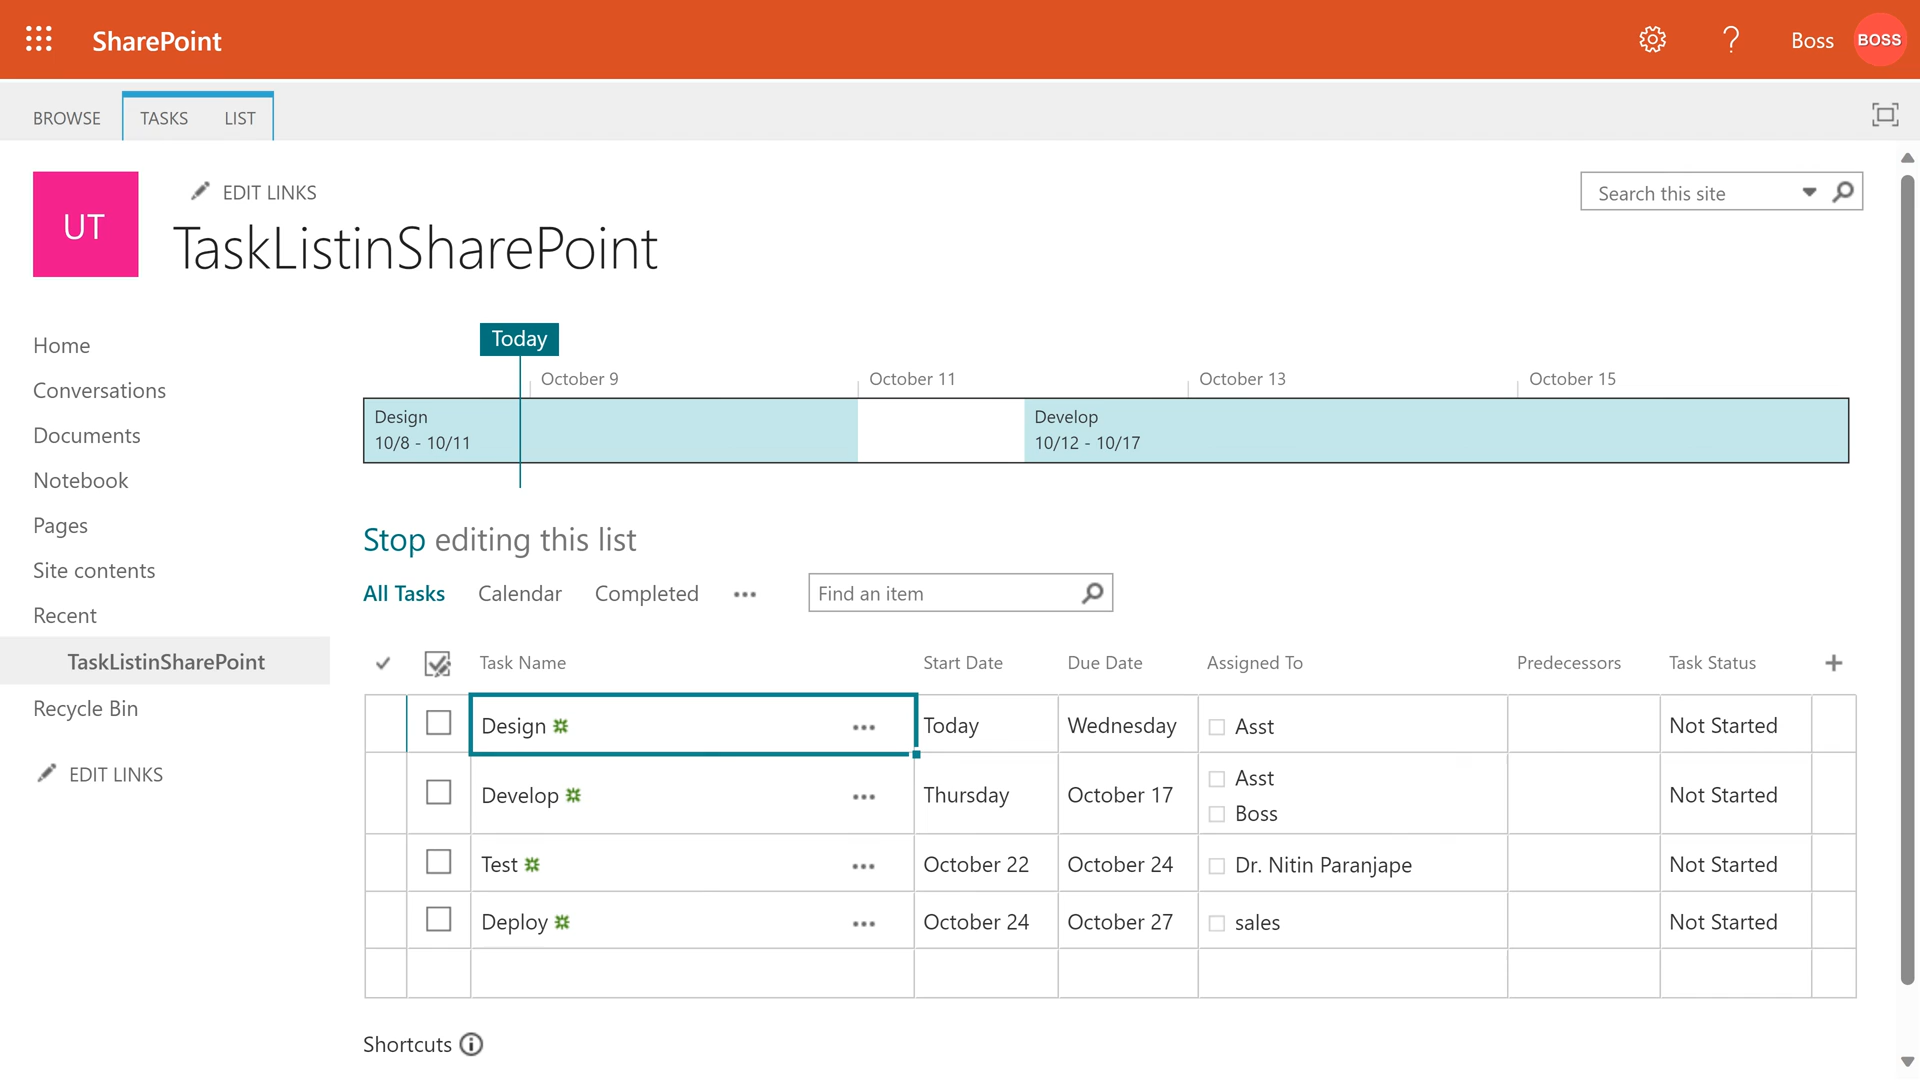 SharePoint
?
Boss
BOSS
BROWSE
TASKS
LIST
UT
EDIT LINKS
Search this site
TaskListinSharePoint
Home
Conversations
Documents
Notebook
Pages
Site contents
Recent
TaskListinSharePoint
Recycle Bin
EDIT LINKS
Today
October 9 October 11 October 13 October 15
Design
10/8 - 10/11
Develop
10/12 - 10/17
Stop editing this list
All Tasks Calendar Completed ••• Find an item
Task Name Start Date Due Date Assigned To Predecessors Task Status +
Design ••• Today Wednesday Asst Not Started
Develop ••• Thursday October 17 Asst Not Started
Boss
Test ••• October 22 October 24 Dr. Nitin Paranjape Not Started
Deploy ••• October 24 October 27 sales Not Started
Shortcuts